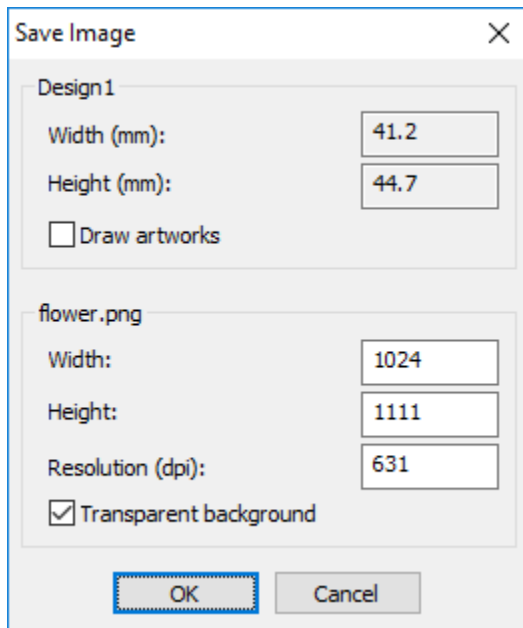 Save Image
Design1
Width (mm): 41.2
Height (mm): 44.7
Draw artworks
flower.png
Width: 1024
Height: 1111
Resolution (dpi): 631
Transparent background
OK Cancel